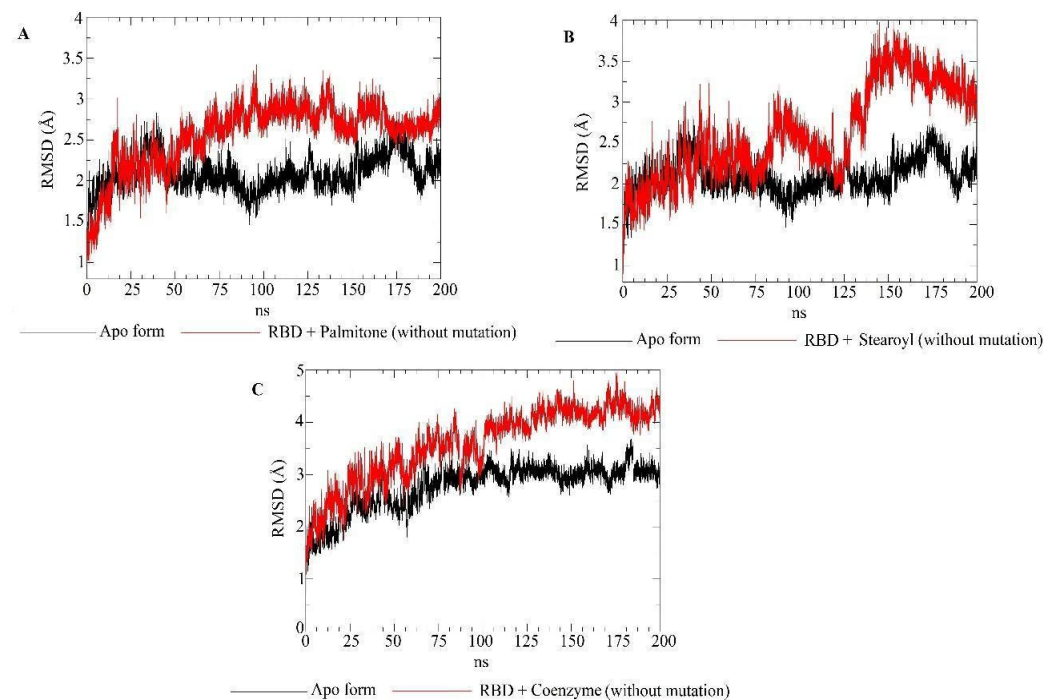 A
4
3.5
3
2.5
2
1.5
1
RMSD (Å)
0 25 50 75 100 125 150 175 200
ns
Apo form RBD + Palmitone (without mutation)
B
4
3.5
3
2.5
2
1.5
1
RMSD (Å)
0 25 50 75 100 125 150 175 200
ns
Apo form RBD + Stearoyl (without mutation)
C
5
4
3
2
1
0
RMSD (Å)
0 25 50 75 100 125 150 175 200
ns
Apo form RBD + Coenzyme (without mutation)